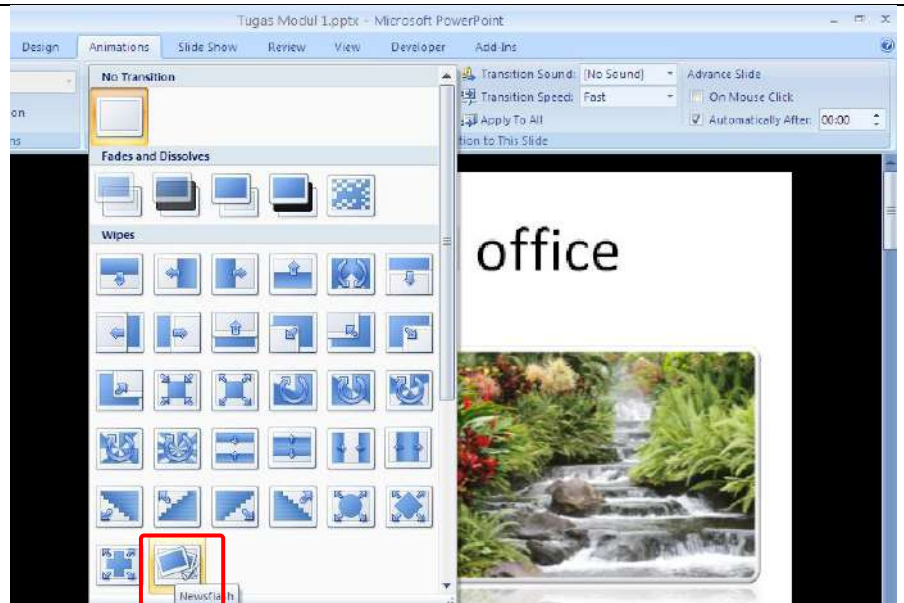 Tugas Modul 1.pptx - Microsoft PowerPoint
Design Animations Slide Show Review View Developer Add-Ins
No Transition
Transition Sound: [No Sound]
Advance Slide
Transition Speed: Fast
On Mouse Click
Apply To All
Automatically After: 00:00
tion to This Slide
on
ns
Fades and Dissolves
Wipes
office
Newsflash